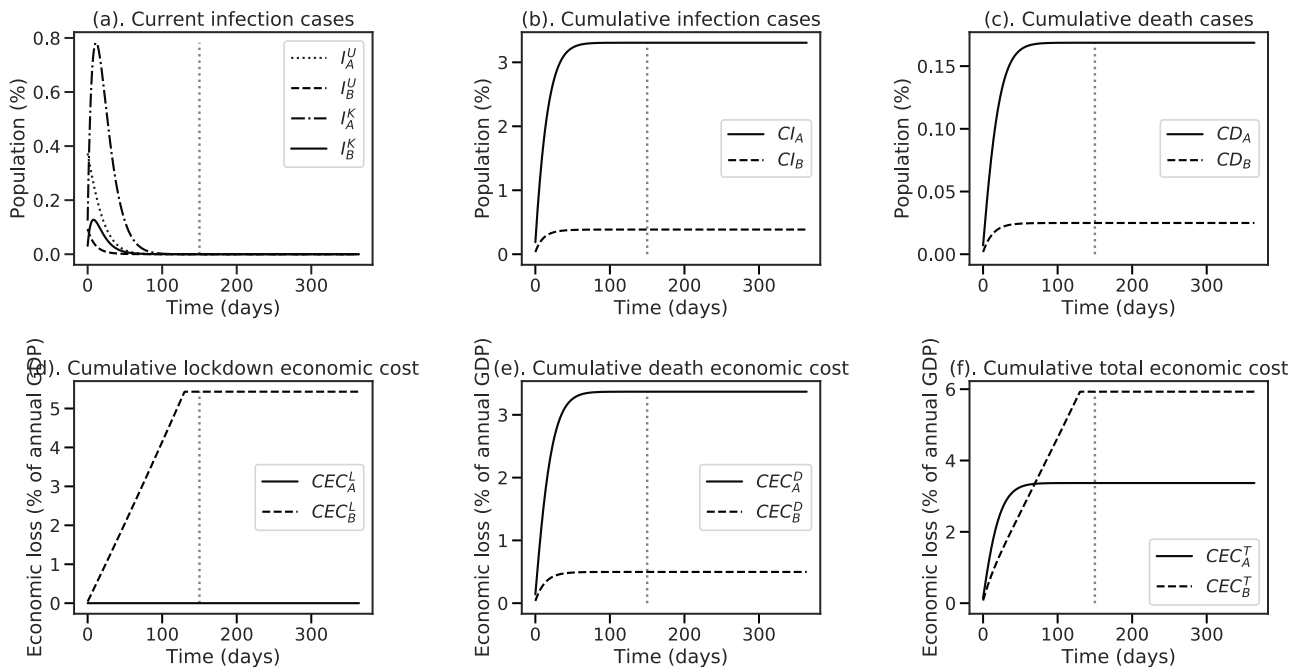 (a). Current infection cases
Population (%)
0.8
0.6
0.4
0.2
0.0
0
100
200
300
Time (days)
I_A^U
I_B^U
I_A^K
I_B^K
(b). Cumulative infection cases
Population (%)
3
2
1
0
0
100
200
300
Time (days)
CI_A
CI_B
(c). Cumulative death cases
Population (%)
0.15
0.10
0.05
0.00
0
100
200
300
Time (days)
CD_A
CD_B
(d). Cumulative lockdown economic cost
Economic loss (% of annual GDP)
5
4
3
2
1
0
0
100
200
300
Time (days)
CEC_A^L
CEC_B^L
(e). Cumulative death economic cost
Economic loss (% of annual GDP)
3
2
1
0
0
100
200
300
Time (days)
CEC_A^D
CEC_B^D
(f). Cumulative total economic cost
Economic loss (% of annual GDP)
6
4
2
0
0
100
200
300
Time (days)
CEC_A^T
CEC_B^T